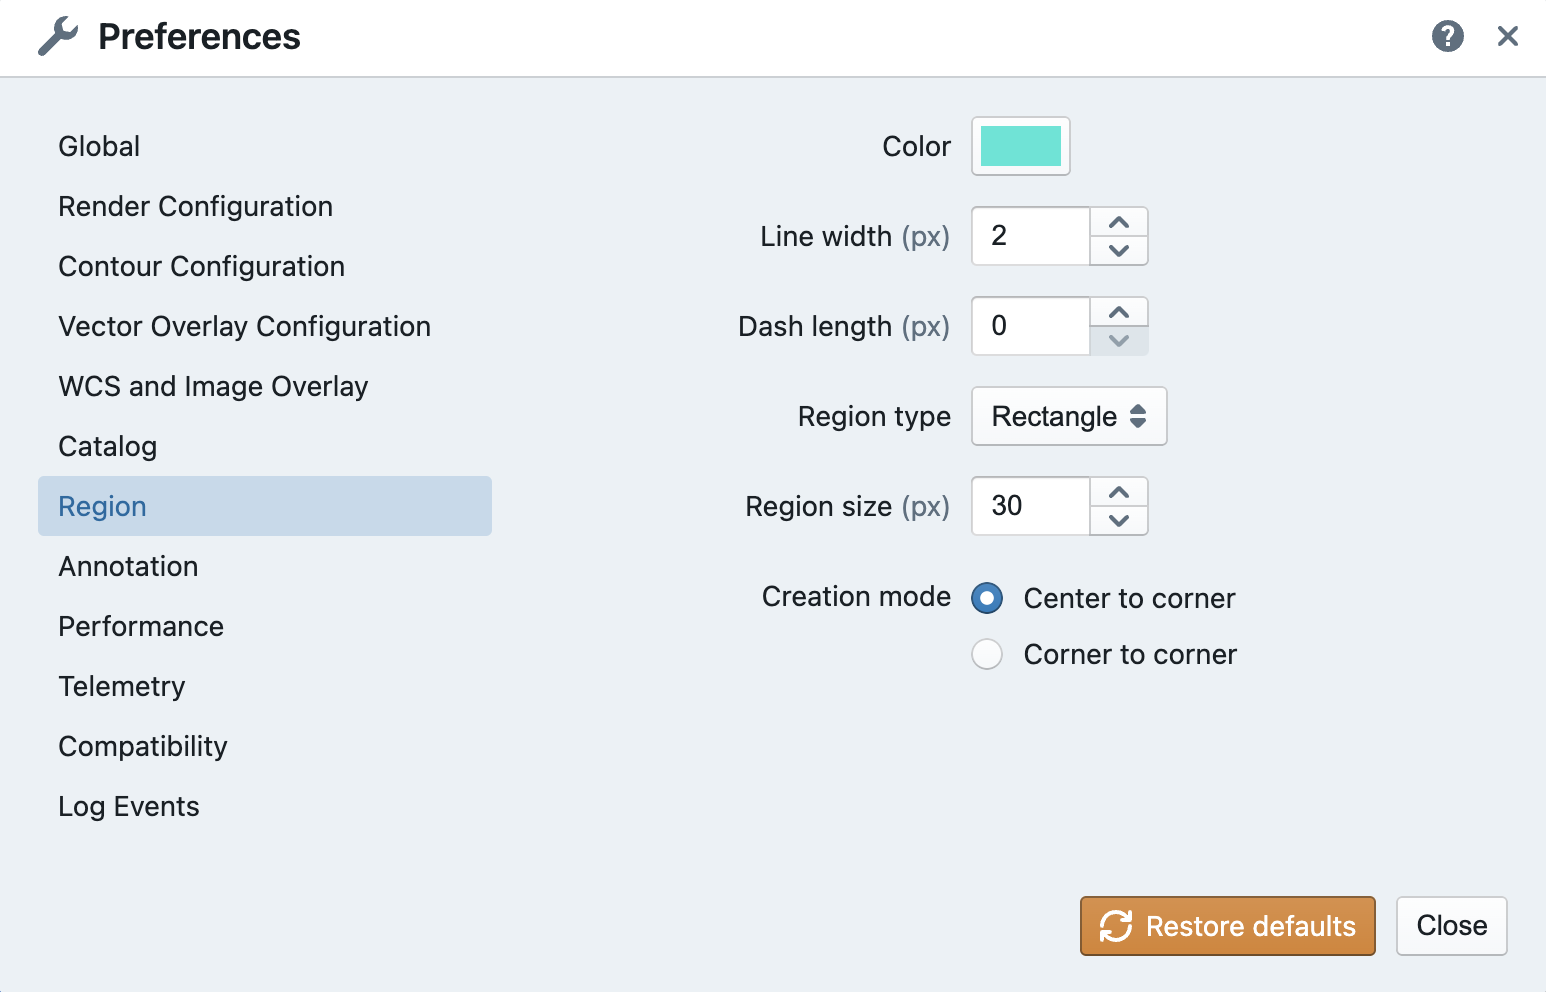 Preferences
Global
Render Configuration
Contour Configuration
Vector Overlay Configuration
WCS and Image Overlay
Catalog
Region
Annotation
Performance
Telemetry
Compatibility
Log Events
Color
Line width (px) 2
Dash length (px) 0
Region type Rectangle
Region size (px) 30
Creation mode Center to corner
Corner to corner
Restore defaults Close